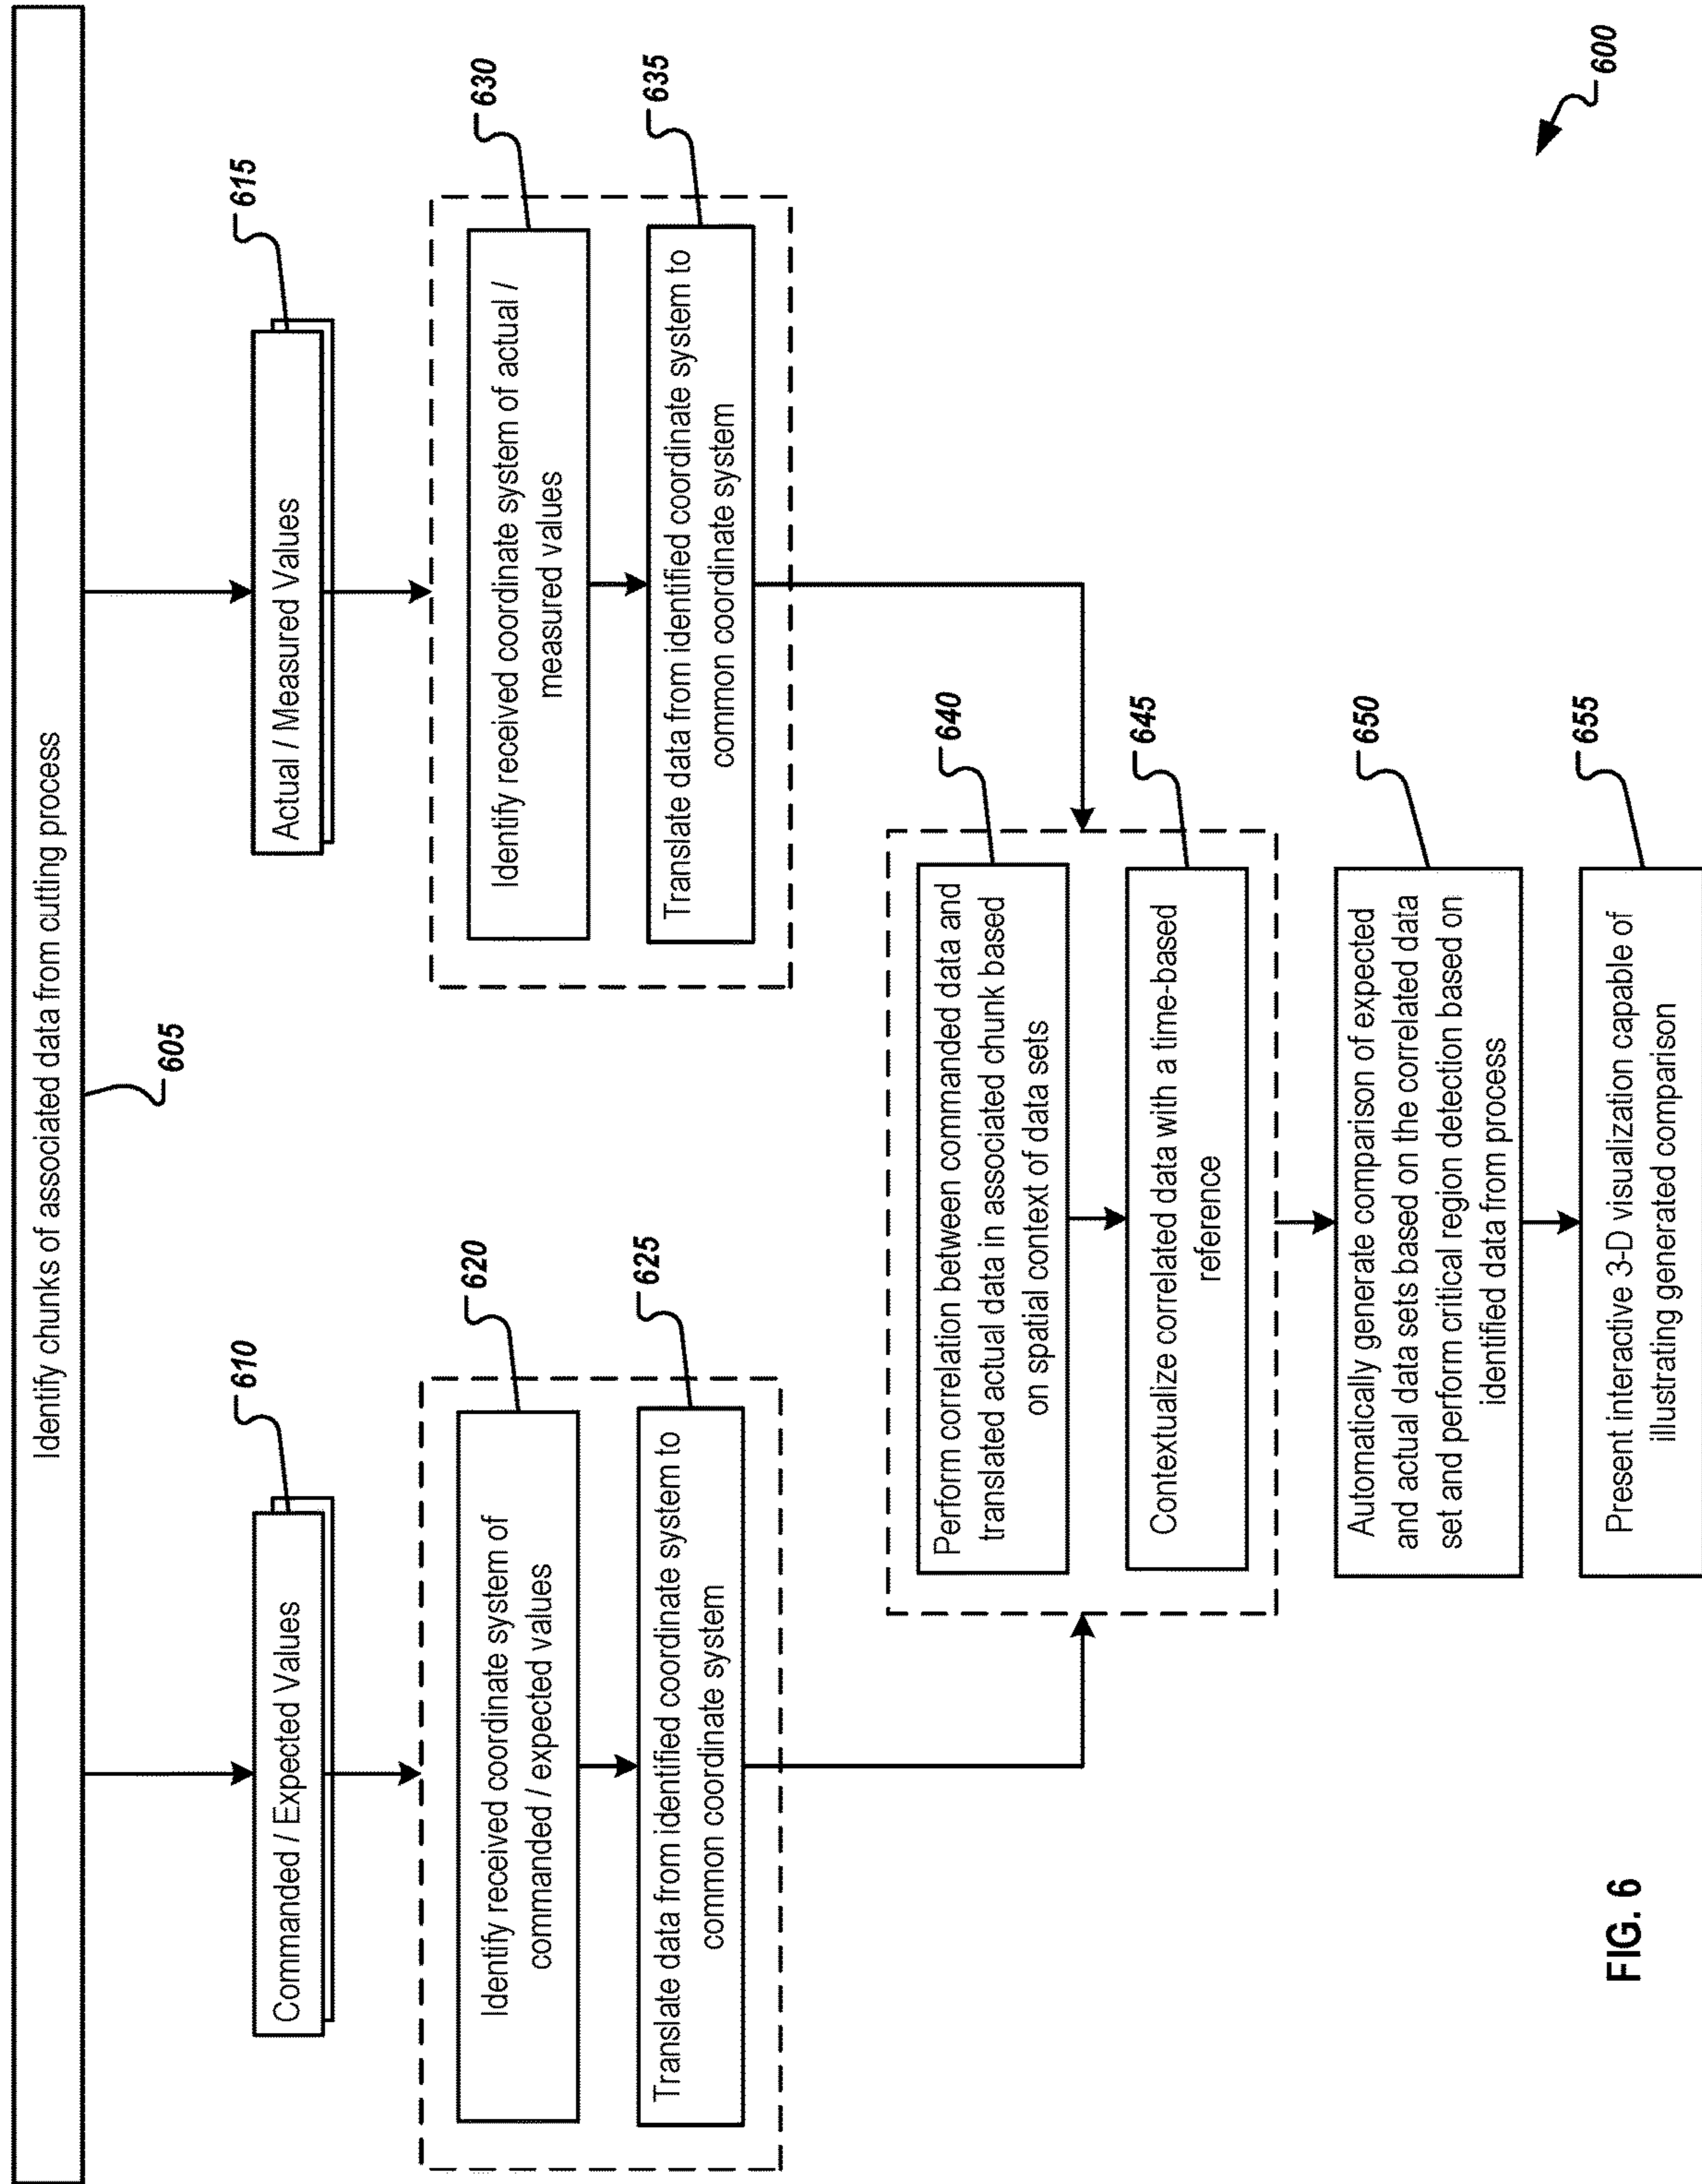 Identify chunks of associated data from cutting process
605
610
Commanded / Expected Values
615
Actual / Measured Values
620
Identify received coordinate system of
commanded / expected values
625
Translate data from identified coordinate system to
common coordinate system
630
Identify received coordinate system of actual /
measured values
635
Translate data from identified coordinate system to
common coordinate system
640
Perform correlation between commanded data and
translated actual data in associated chunk based
on spatial context of data sets
645
Contextualize correlated data with a time-based
reference
650
Automatically generate comparison of expected
and actual data sets based on the correlated data
set and perform critical region detection based on
identified data from process
655
Present interactive 3-D visualization capable of
illustrating generated comparison
600
FIG. 6